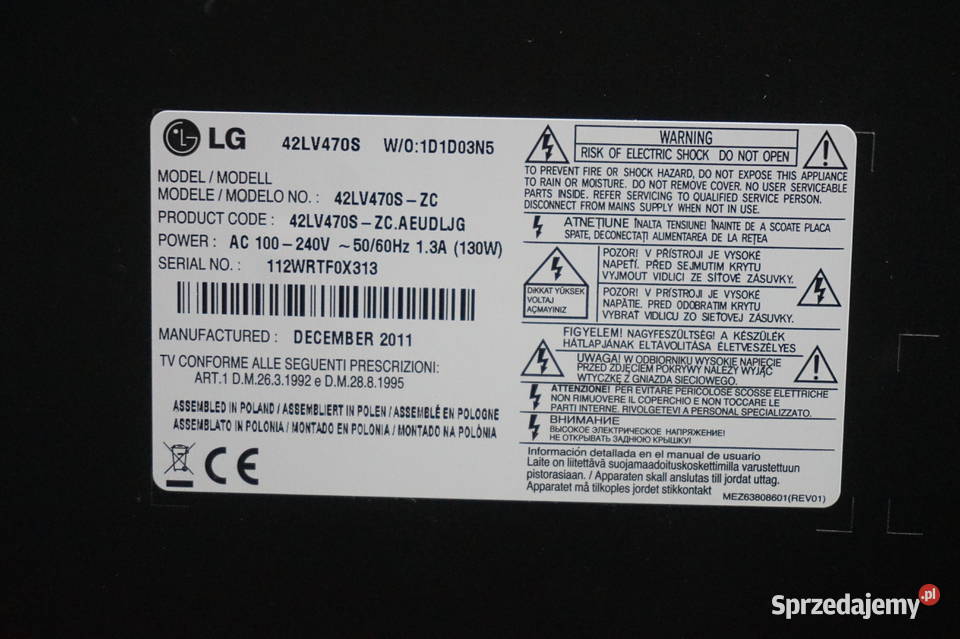 LG 42LV470S W/O:1D1D03N5
MODEL / MODELL
MODELE / MODELO NO. : 42LV470S-ZC
PRODUCT CODE : 42LV470S-ZC.AEUDLJG
POWER : AC 100-240V ~50/60Hz 1.3A (130W)
SERIAL NO. : 112WRTF0X313
MANUFACTURED : DECEMBER 2011
TV CONFORME ALLE SEGUENTI PRESCRIZIONI:
ART.1 D.M.26.3.1992 e D.M.28.8.1995
ASSEMBLED IN POLAND / ASSEMBLIERT IN POLEN / ASSEMBLÉ EN POLOGNE
ASSEMBLATO IN POLONIA / MONTADO EN POLONIA / MONTADO NA POLÔNIA
CE
WARNING
RISK OF ELECTRIC SHOCK DO NOT OPEN
TO PREVENT FIRE OR SHOCK HAZARD, DO NOT EXPOSE THIS APPLIANCE
TO RAIN OR MOISTURE. DO NOT REMOVE COVER. NO USER SERVICEABLE
PARTS INSIDE. REFER SERVICING TO QUALIFIED SERVICE PERSON.
DISCONNECT FROM MAINS SUPPLY WHEN NOT IN USE.
ATNEŢIUNE ÎNALTA TENSIUNE! ÎNAINTE DE A SCOATE PLACA
SPATE, DECONECTAŢI ALIMENTAREA DE LA REŢEA
DiKKAT YÜKSEK
VOLTAJ
AÇMAYINIZ
POZOR! V PŘÍSTROJI JE VYSOKÉ
NAPETÍ. PŘED SEJMUTIM KRYTU
VYJMOUT VIDLICI ZE SÍŤOVÉ ZÁSUVKY.
POZOR! V PRÍSTROJI JE VYSOKÉ
NAPÄTIE. PRED ODOBRATIM KRYTU
VYBRAŤ VIDLICU ZO SIEŤOVEJ ZÁSUVKY.
FIGYELEM! NAGYFESZÜLTSÉG! A KÉSZÜLÉK
HÁTLAPJÁNAK ELTÁVOLÍTÁSA ÉLETVESZÉLYES
UWAGA! W ODBIORNIKU WYSOKIE NAPIĘCIE
PRZED ZDJĘCIEM POKRYWY NALEŻY WYJĄĆ
WTYCZKĘ Z GNIAZDA SIECIOWEGO.
ATTENZIONE! PER EVITARE PERICOLOSE SCOSSE ELETTRICHE
NON RIMUOVERE IL COPERCHIO E NON TOCCARE LE
PARTI INTERNE. RIVOLGETEVI A PERSONAL SPECIALIZZATO.
ВНИМАНИЕ
ВЫСОКОЕ ЭЛЕКТРИЧЕСКОЕ НАПРЯЖЕНИЕ!
НЕ ОТКРЫВАТЬ ЗАДНЮЮ КРЫШКУ!
Información detallada en el manual de usuario
Laite on liitettävä suojamaadoituskoskettimilla varustettuun
pistorasiaan. / Apparaten skall anslutas till jordat uttag.
Apparatet må tilkoples jordet stikkontakt
MEZ63808601(REV01)
Sprzedajemy.pl